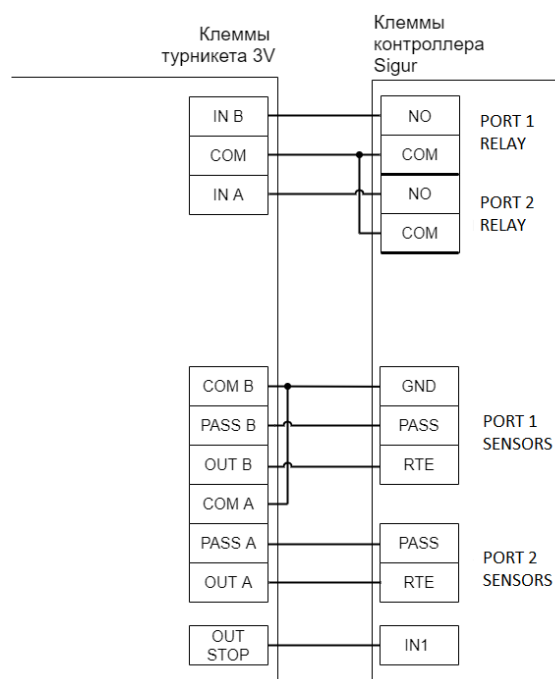 Клеммы
турникета 3V
Клеммы
контроллера
Sigur
IN B
NO
PORT 1
RELAY
COM
COM
IN A
NO
PORT 2
RELAY
COM
COM B
GND
PASS B
PASS
PORT 1
SENSORS
OUT B
RTE
COM A
PASS A
PASS
PORT 2
SENSORS
OUT A
RTE
OUT
STOP
IN1